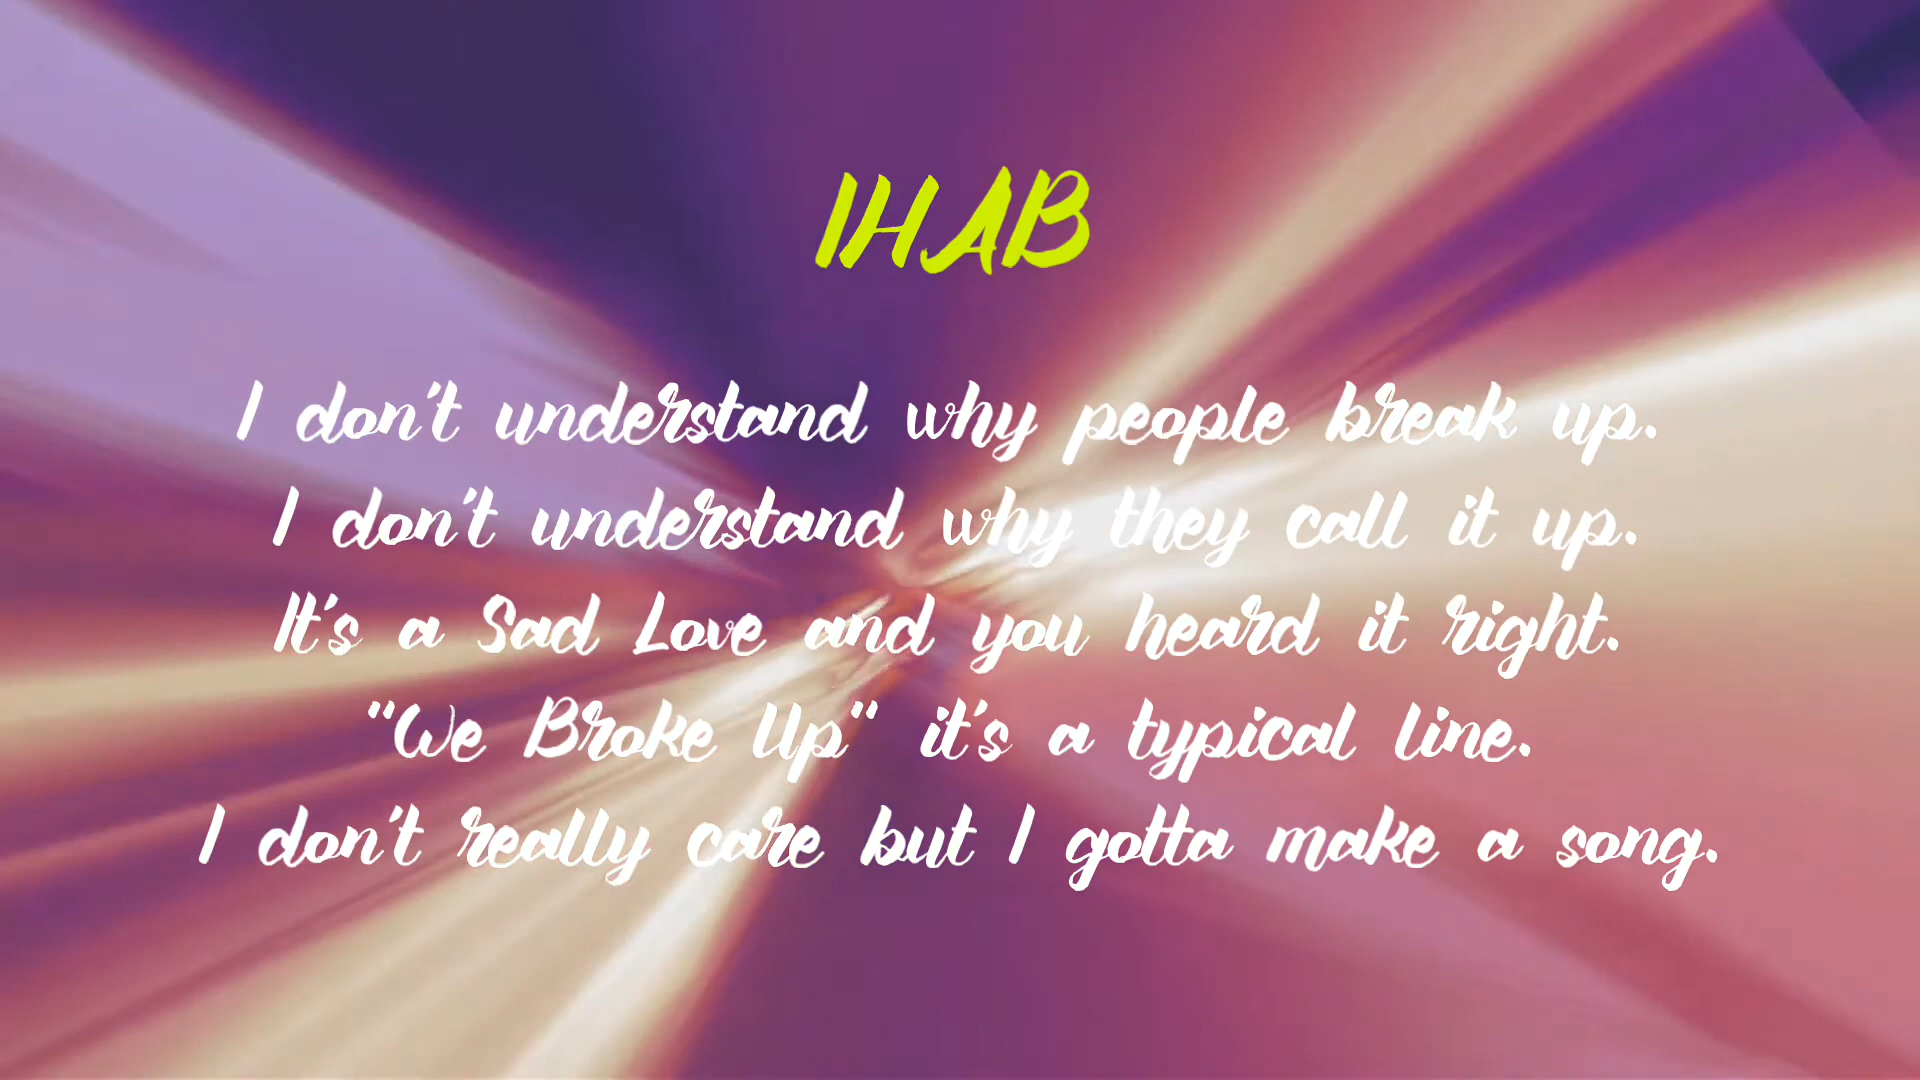 IHAB
I don't understand why people break up.
I don't understand why they call it up.
It's a Sad Love and you heard it right.
"We Broke Up" it's a typical line.
I don't really care but I gotta make a song.